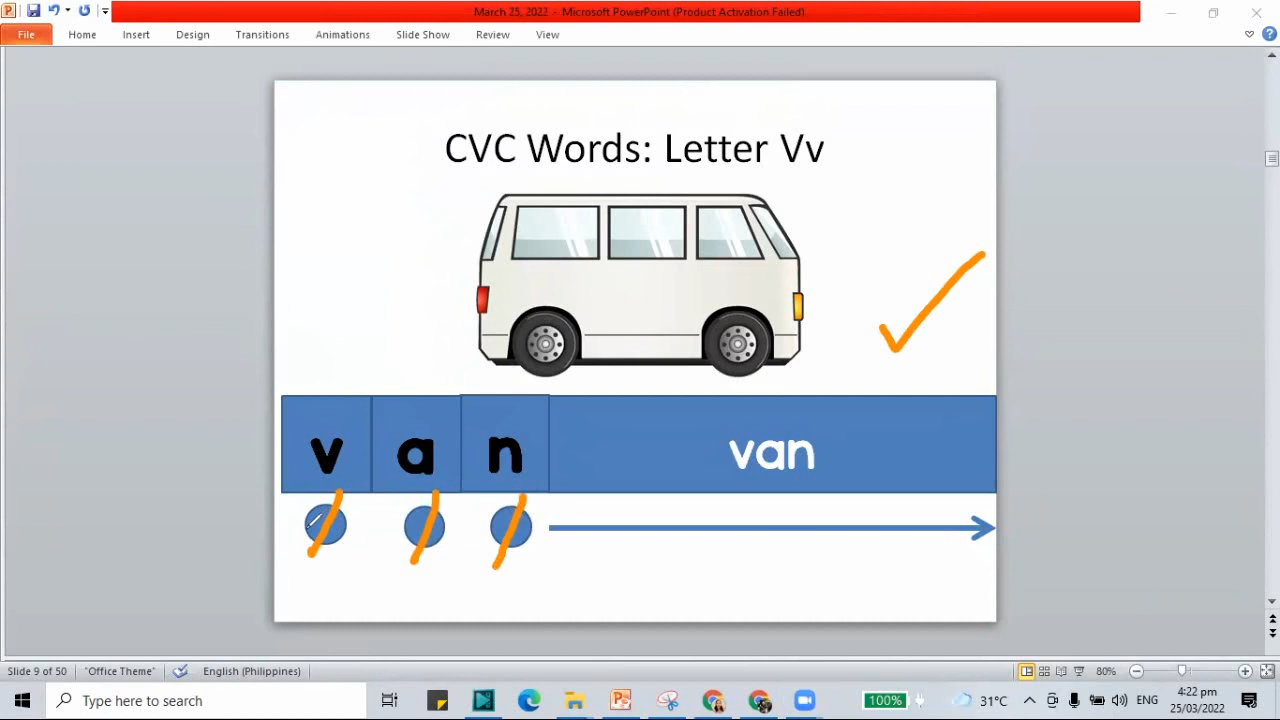 March 25, 2022 - Microsoft PowerPoint (Product Activation Failed)
File Home Insert Design Transitions Animations Slide Show Review View
CVC Words: Letter Vv
v a n van
Slide 9 of 50 "Office Theme" English (Philippines) 80%
Type here to search 100% 31°C ENG 4:22 pm
25/03/2022